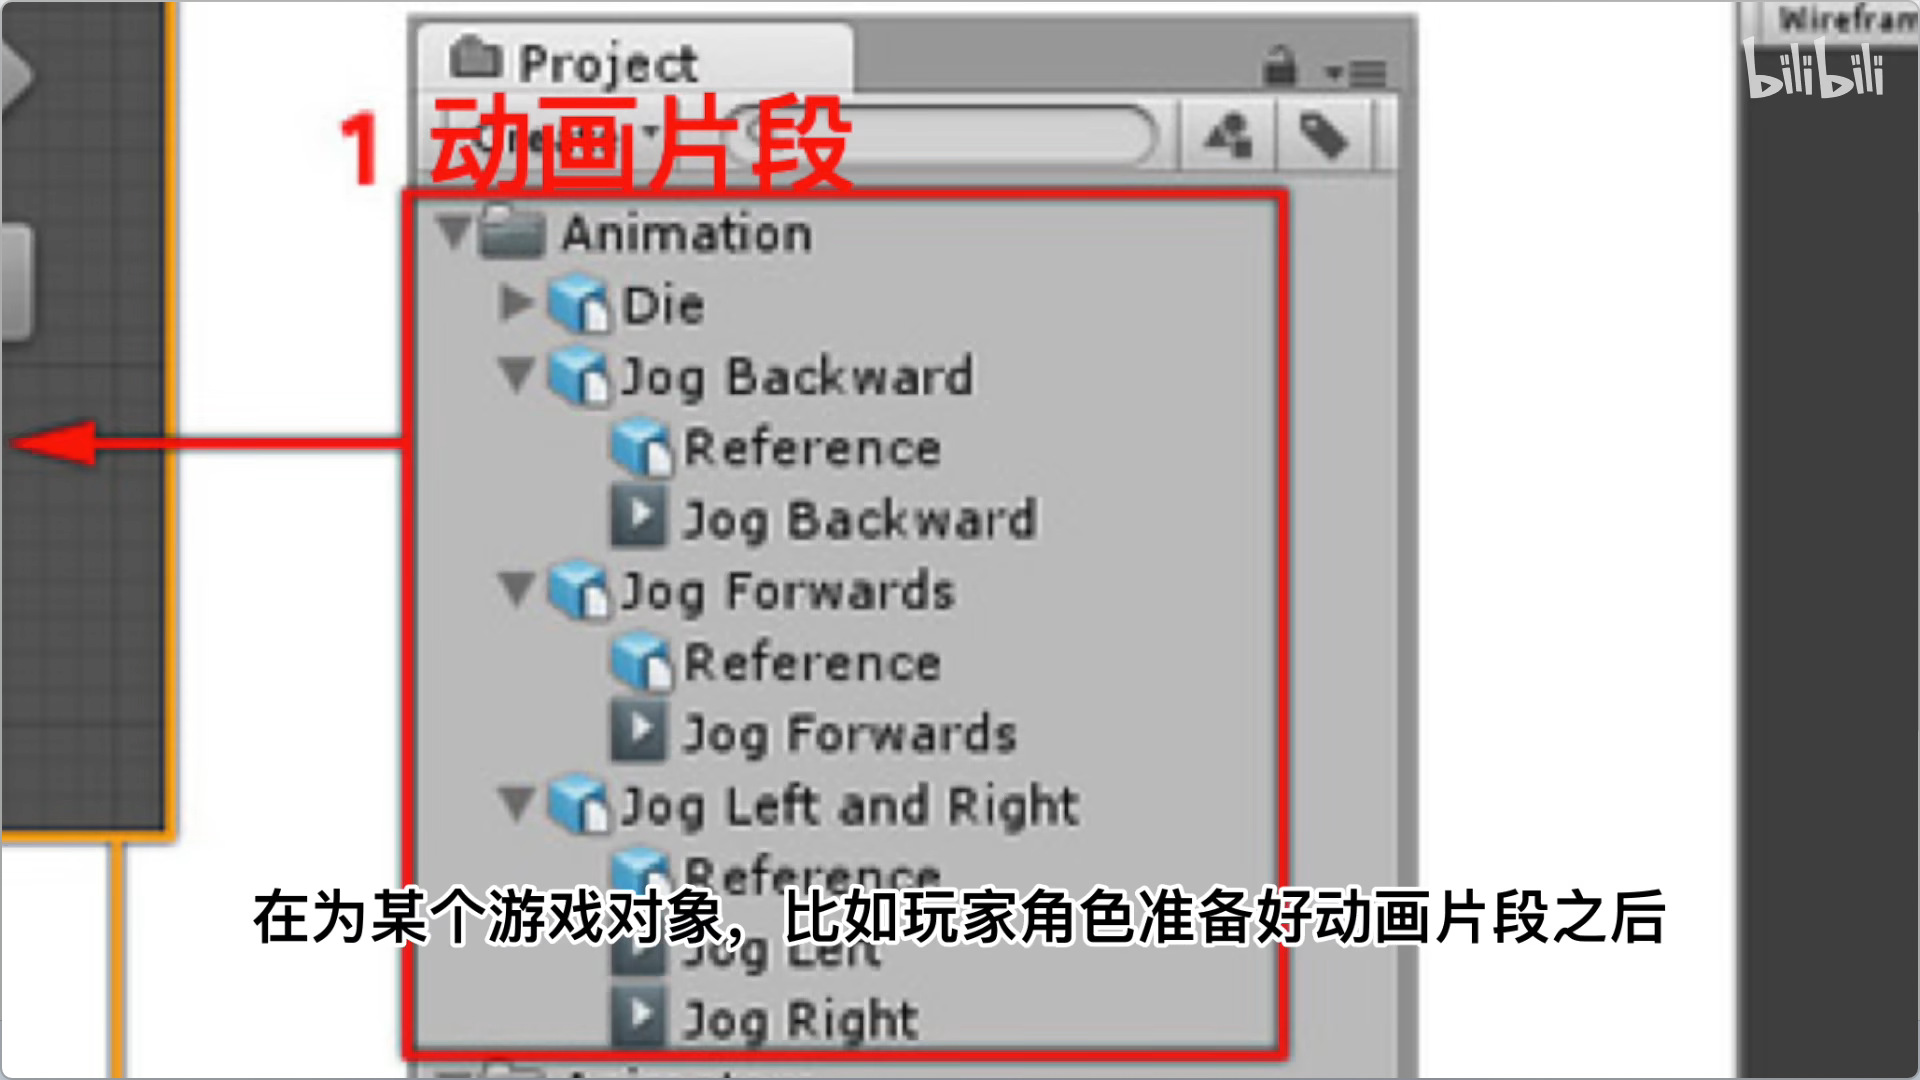 Wirefram
bilibili
Project
1 动画片段
Create
Animation
Die
Jog Backward
Reference
Jog Backward
Jog Forwards
Reference
Jog Forwards
Jog Left and Right
Reference
在为某个游戏对象，比如玩家角色准备好动画片段之后
Jog Left
Jog Right